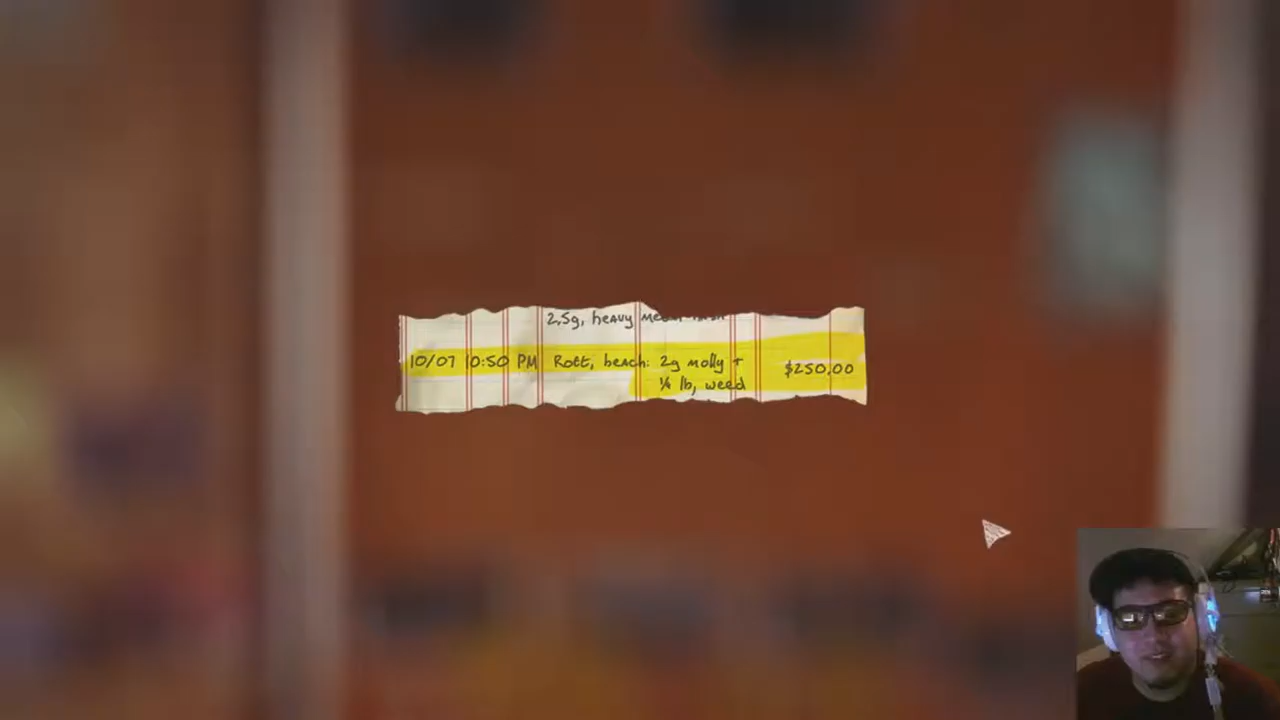 2.5g, heavy
10/07 10:50 PM Rott, beach: 2g molly + $250.00
1/4 lb, weed